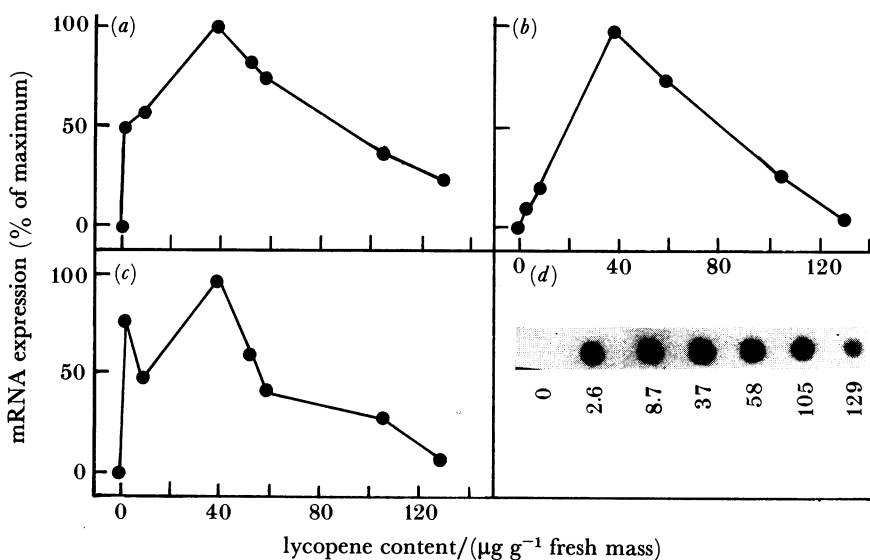 mRNA expression (% of maximum)
(a)
100
50
0
(b)
0 40 80 120
(c)
100
50
0
0 40 80 120
(d)
0 2.6 8.7 37 58 105 129
lycopene content/(μg g⁻¹ fresh mass)